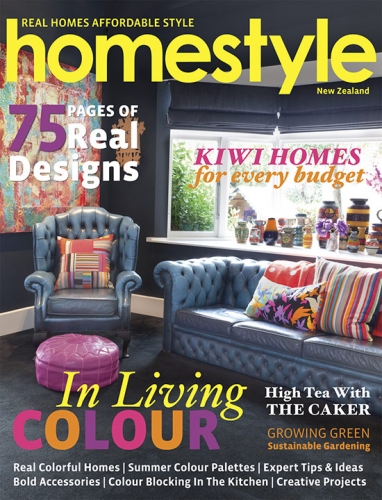 REAL HOMES AFFORDABLE STYLE
homestyle
New Zealand
75 PAGES OF
Real
Designs
KIWI HOMES
for every budget
In Living
COLOUR
High Tea With
THE CAKER
GROWING GREEN
Sustainable Gardening
Real Colorful Homes | Summer Colour Palettes | Expert Tips & Ideas
Bold Accessories | Colour Blocking In The Kitchen | Creative Projects